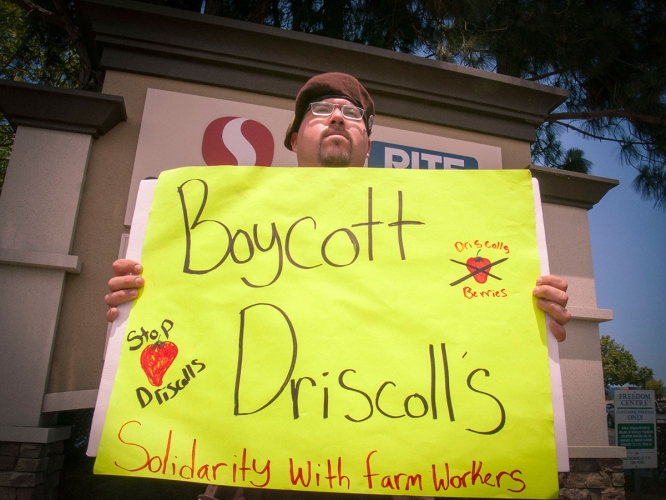 RITE
Boycott
Driscolls
Berries
Stop
Driscolls
Driscoll's
Solidarity With farm Workers
FREEDOM
CENTRE
ONLY